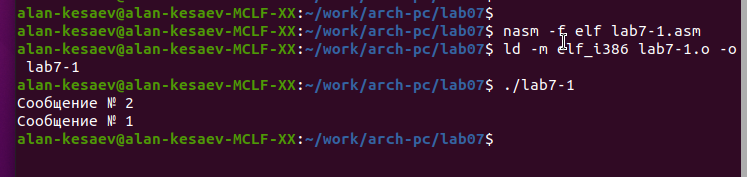 alan-kesaev@alan-kesaev-MCLF-XX:~/work/arch-pc/lab07$
alan-kesaev@alan-kesaev-MCLF-XX:~/work/arch-pc/lab07$ nasm -f elf lab7-1.asm
alan-kesaev@alan-kesaev-MCLF-XX:~/work/arch-pc/lab07$ ld -m elf_i386 lab7-1.o -o
lab7-1
alan-kesaev@alan-kesaev-MCLF-XX:~/work/arch-pc/lab07$ ./lab7-1
Сообщение № 2
Сообщение № 1
alan-kesaev@alan-kesaev-MCLF-XX:~/work/arch-pc/lab07$